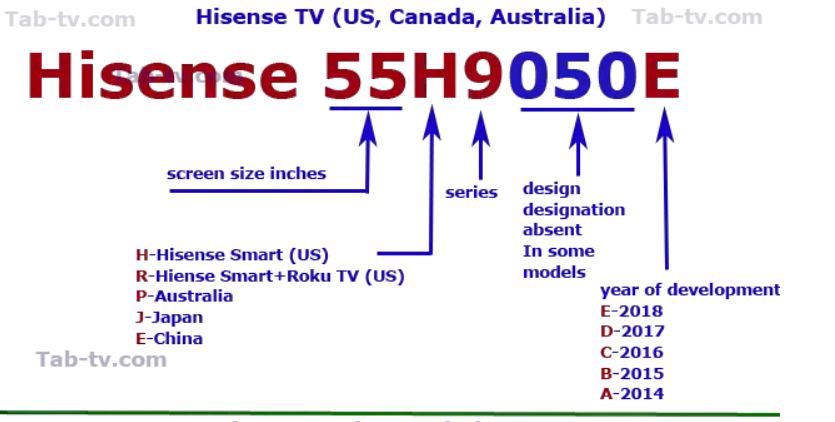 Tab-tv.com
Hisense TV (US, Canada, Australia)
Tab-tv.com
Tab-tv.com
Hisense 55H9050E
screen size inches
series
design
designation
absent
In some
models
H-Hisense Smart (US)
R-Hiense Smart+Roku TV (US)
P-Australia
J-Japan
E-China
year of development
E-2018
D-2017
C-2016
B-2015
A-2014
Tab-tv.com